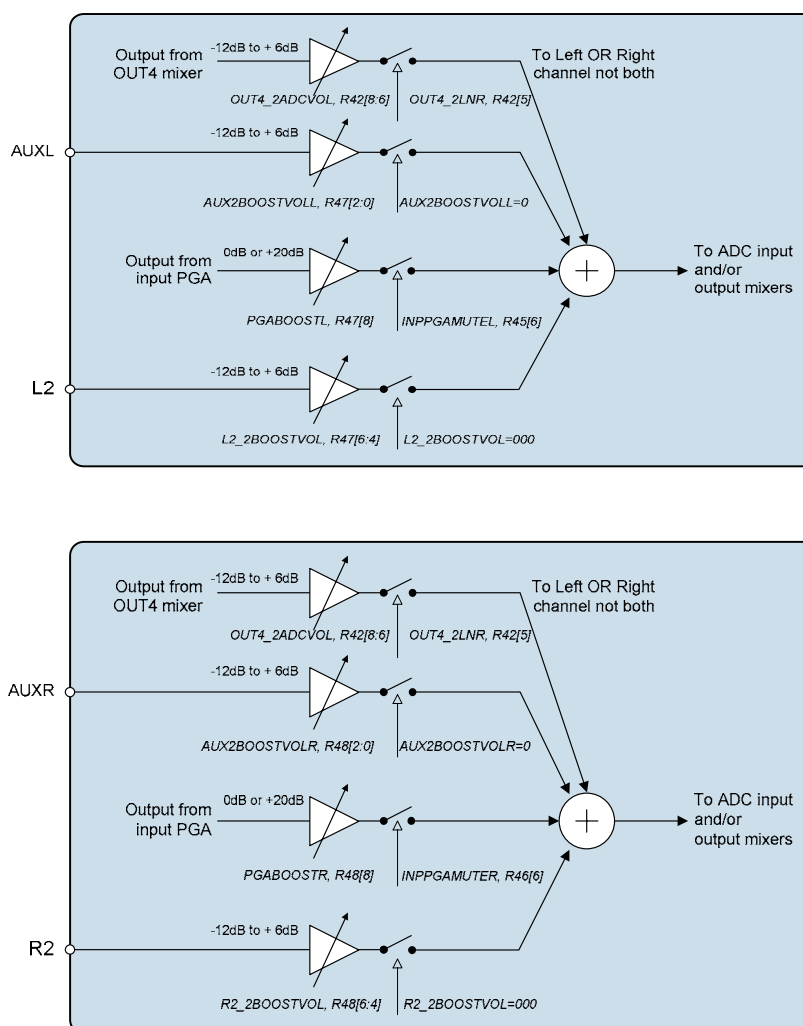 Output from
OUT4 mixer
-12dB to + 6dB
To Left OR Right
channel not both
OUT4_2ADCVOL, R42[8:6]
OUT4_2LNR, R42[5]
AUXL
-12dB to + 6dB
AUX2BOOSTVOLL, R47[2:0]
AUX2BOOSTVOLL=0
Output from
input PGA
0dB or +20dB
To ADC input
and/or
output mixers
PGABOOSTL, R47[8]
INPPGAMUTEL, R45[6]
L2
-12dB to + 6dB
L2_2BOOSTVOL, R47[6:4]
L2_2BOOSTVOL=000
Output from
OUT4 mixer
-12dB to + 6dB
To Left OR Right
channel not both
OUT4_2ADCVOL, R42[8:6]
OUT4_2LNR, R42[5]
AUXR
-12dB to + 6dB
AUX2BOOSTVOLR, R48[2:0]
AUX2BOOSTVOLR=0
Output from
input PGA
0dB or +20dB
To ADC input
and/or
output mixers
PGABOOSTR, R48[8]
INPPGAMUTER, R46[6]
R2
-12dB to + 6dB
R2_2BOOSTVOL, R48[6:4]
R2_2BOOSTVOL=000